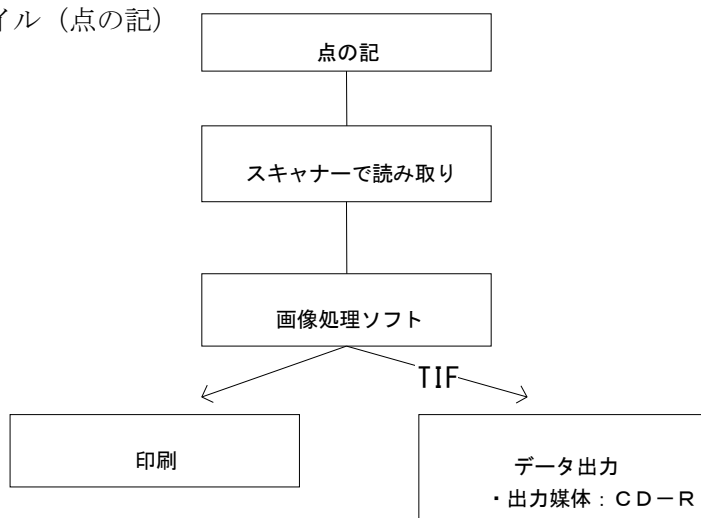 イル（点の記）
点の記
スキャナーで読み取り
画像処理ソフト
TIF
印刷
データ出力
・出力媒体：ＣＤ－Ｒ